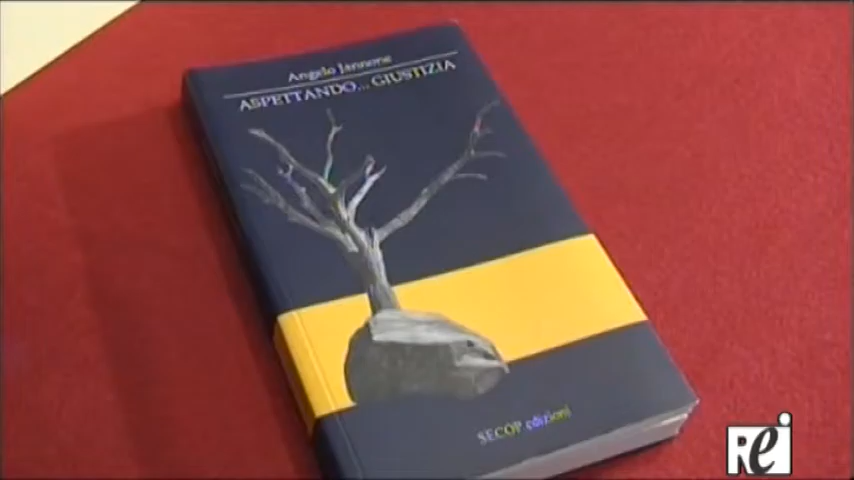 Angelo Jannone
ASPETTANDO... GIUSTIZIA
SECOP edizioni
Rei